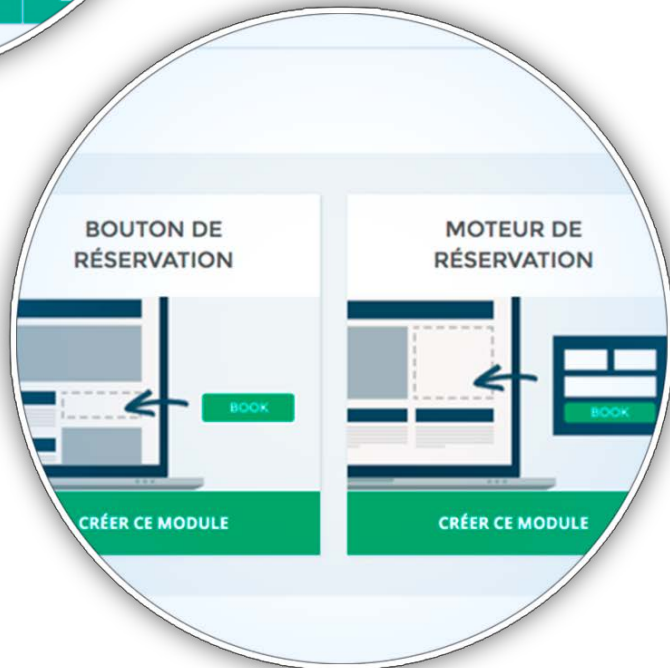 BOUTON DE
RÉSERVATION
BOOK
CRÉER CE MODULE
MOTEUR DE
RÉSERVATION
BOOK
CRÉER CE MODULE